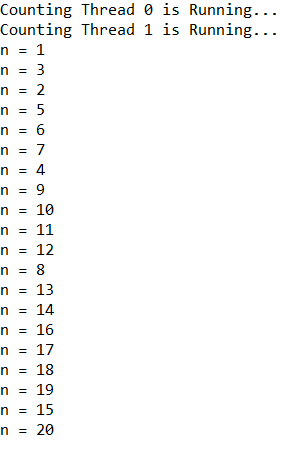 Counting Thread 0 is Running...
Counting Thread 1 is Running...
n = 1
n = 3
n = 2
n = 5
n = 6
n = 7
n = 4
n = 9
n = 10
n = 11
n = 12
n = 8
n = 13
n = 14
n = 16
n = 17
n = 18
n = 19
n = 15
n = 20